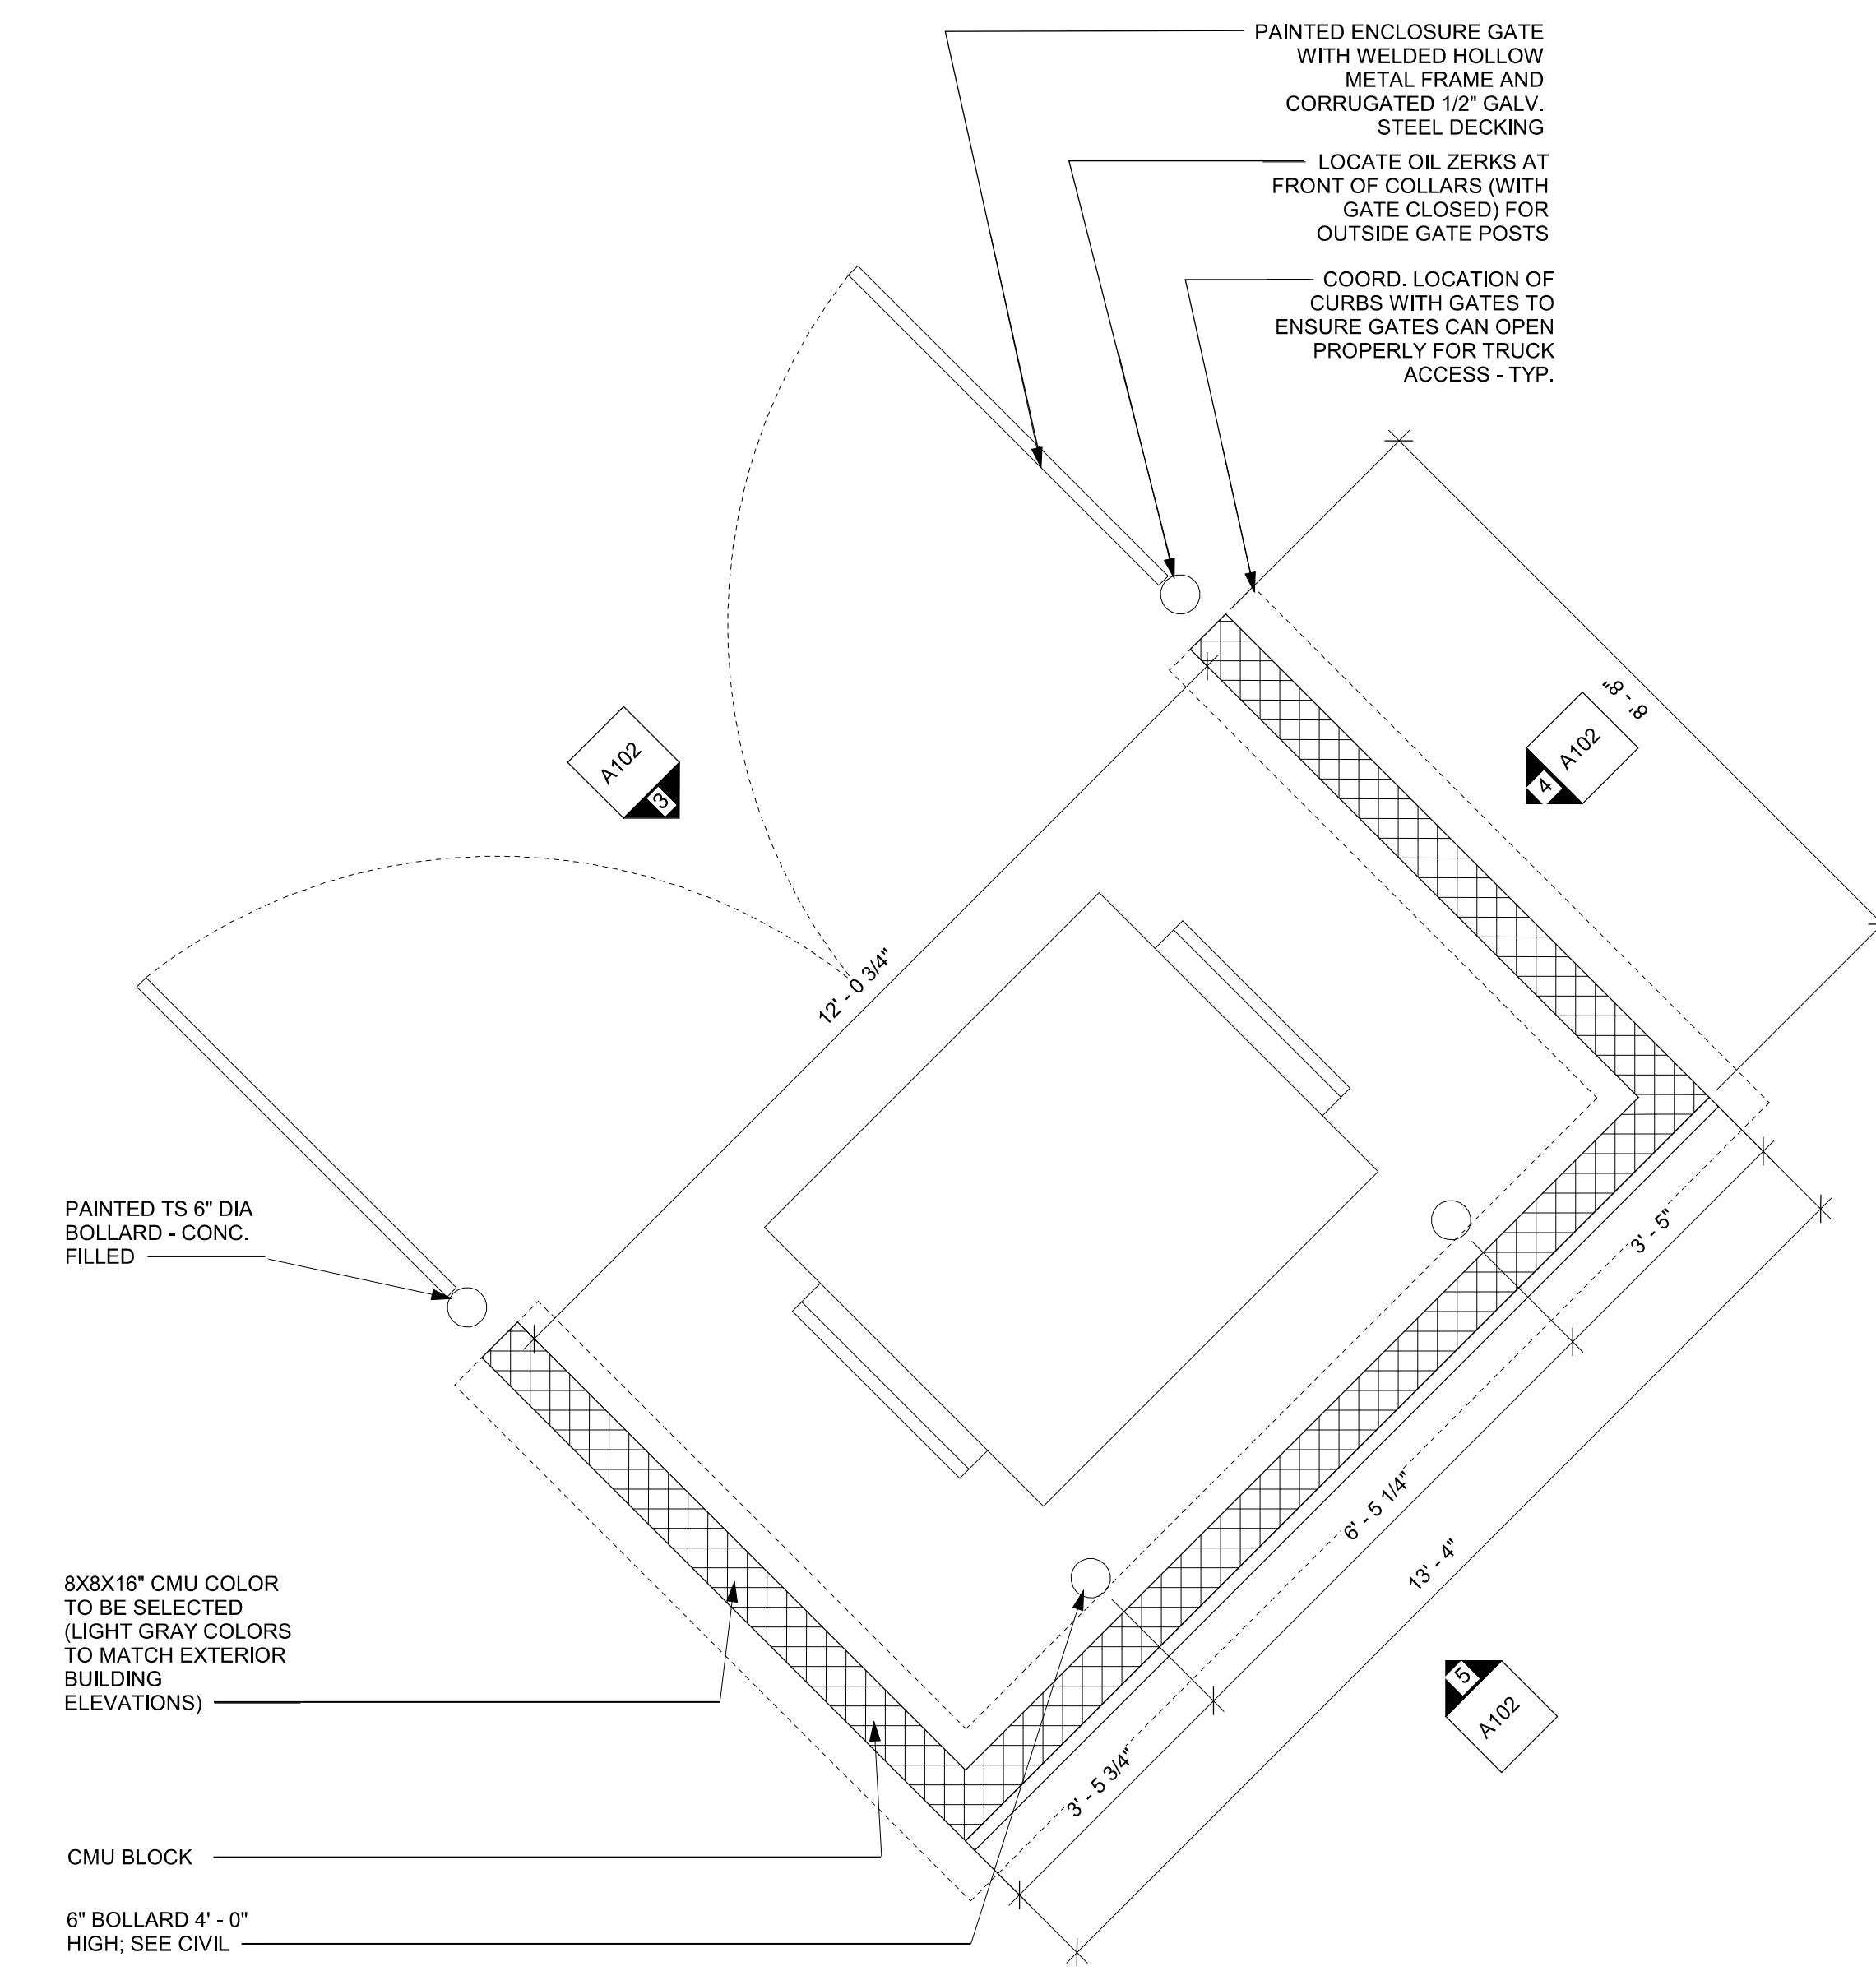 PAINTED ENCLOSURE GATE
WITH WELDED HOLLOW
METAL FRAME AND
CORRUGATED 1/2" GALV.
STEEL DECKING
LOCATE OIL ZERKS AT
FRONT OF COLLARS (WITH
GATE CLOSED) FOR
OUTSIDE GATE POSTS
COORD. LOCATION OF
CURBS WITH GATES TO
ENSURE GATES CAN OPEN
PROPERLY FOR TRUCK
ACCESS - TYP.
8' - 8"
A102
3
A102
4
12' - 0 3/4"
PAINTED TS 6" DIA
BOLLARD - CONC.
FILLED
3' - 5"
6' - 5 1/4"
13' - 4"
8X8X16" CMU COLOR
TO BE SELECTED
(LIGHT GRAY COLORS
TO MATCH EXTERIOR
BUILDING
ELEVATIONS)
5
A102
3' - 5 3/4"
CMU BLOCK
6" BOLLARD 4' - 0"
HIGH; SEE CIVIL